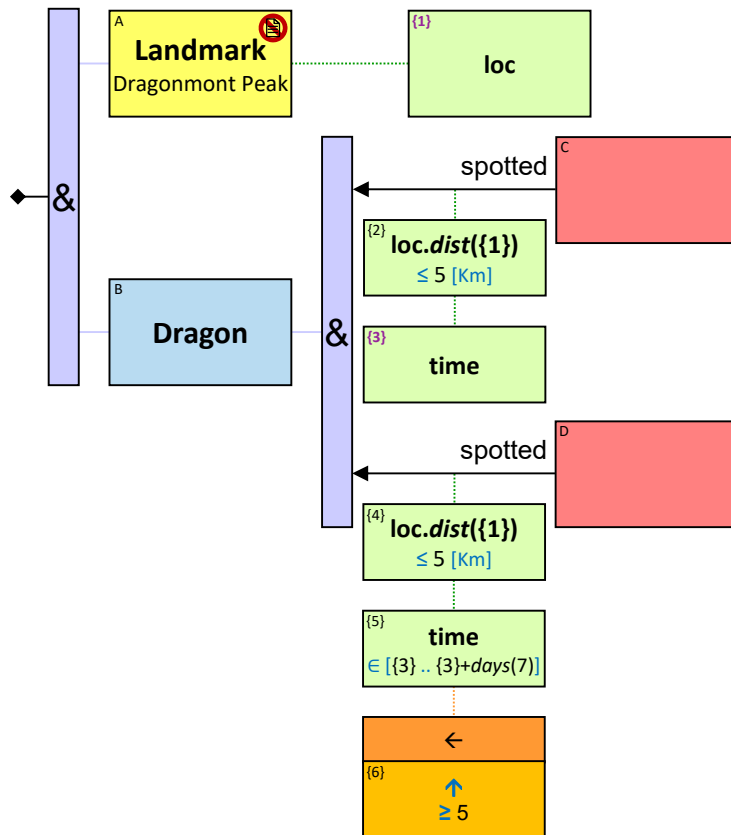 A
Landmark
Dragonmont Peak
{1}
loc
&
spotted
C
{2}
loc.dist({1})
≤ 5 [Km]
B
Dragon
&
{3}
time
spotted
D
{4}
loc.dist({1})
≤ 5 [Km]
{5}
time
∈ [{3} .. {3}+days(7)]
←
{6}
↑
≥ 5